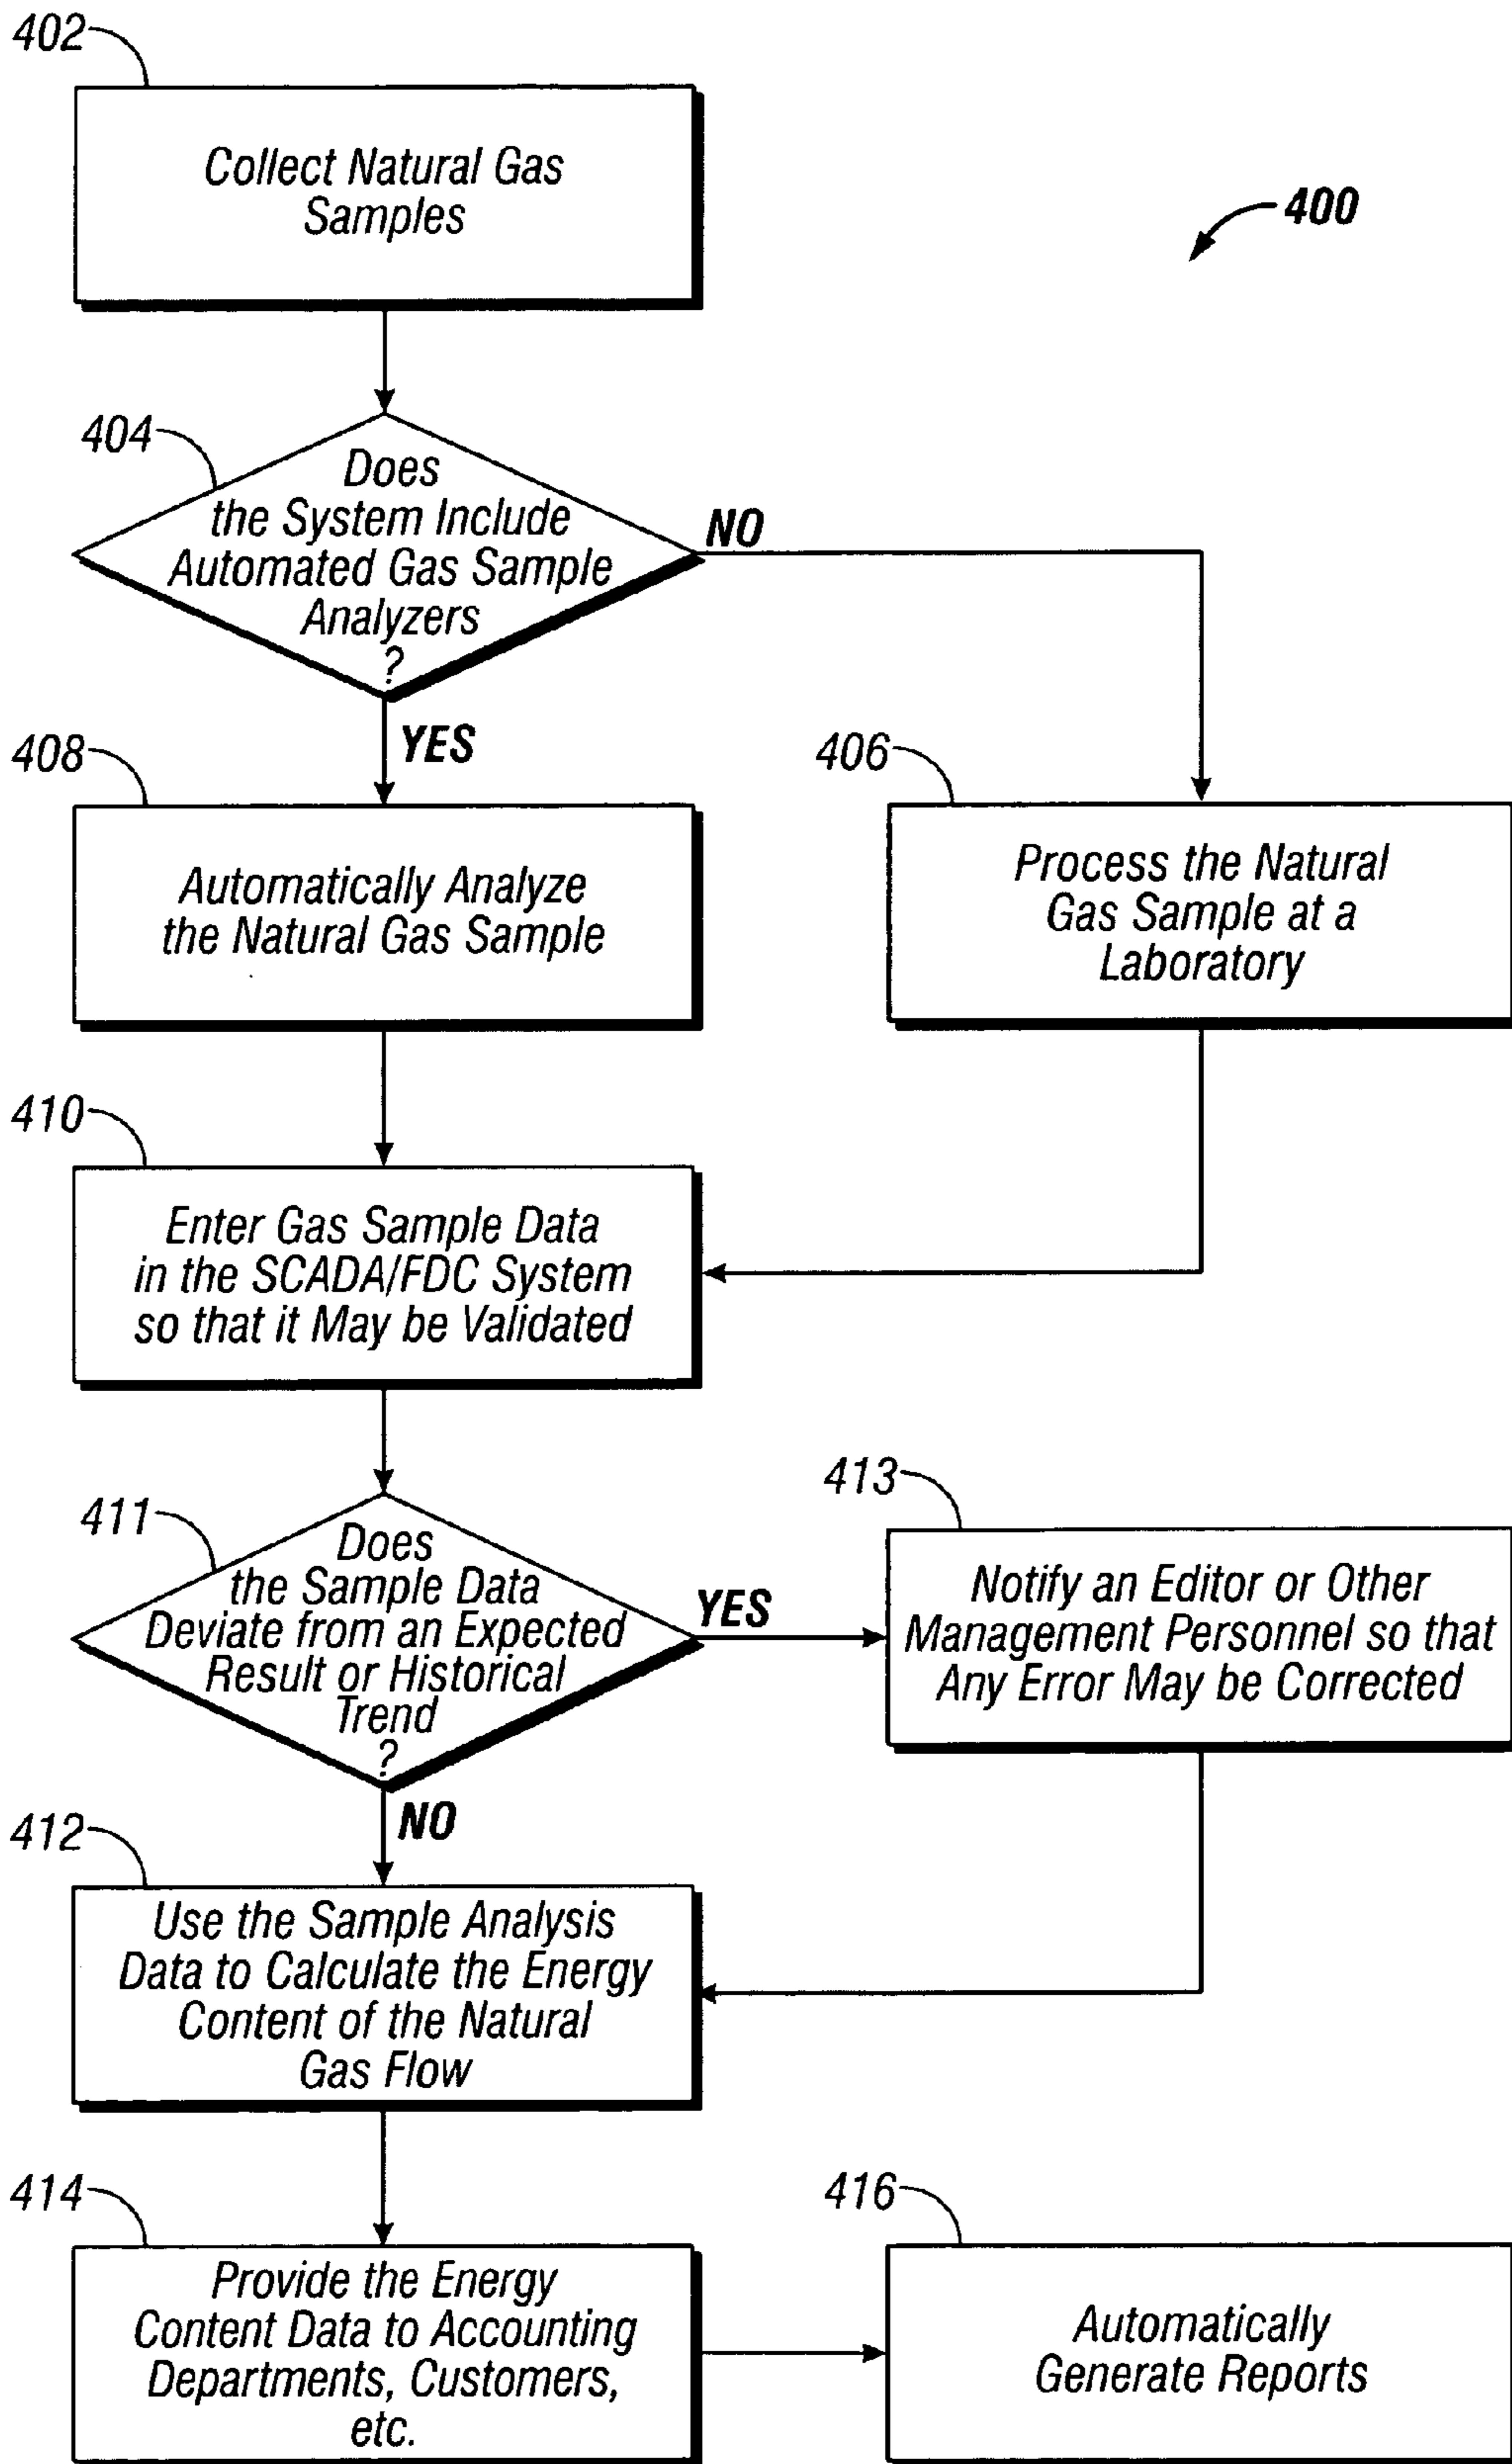 402
Collect Natural Gas
Samples
400
404
Does
the System Include
Automated Gas Sample
Analyzers
?
NO
YES
408
Automatically Analyze
the Natural Gas Sample
406
Process the Natural
Gas Sample at a
Laboratory
410
Enter Gas Sample Data
in the SCADA/FDC System
so that it May be Validated
411
Does
the Sample Data
Deviate from an Expected
Result or Historical
Trend
?
YES
413
Notify an Editor or Other
Management Personnel so that
Any Error May be Corrected
NO
412
Use the Sample Analysis
Data to Calculate the Energy
Content of the Natural
Gas Flow
414
Provide the Energy
Content Data to Accounting
Departments, Customers,
etc.
416
Automatically
Generate Reports